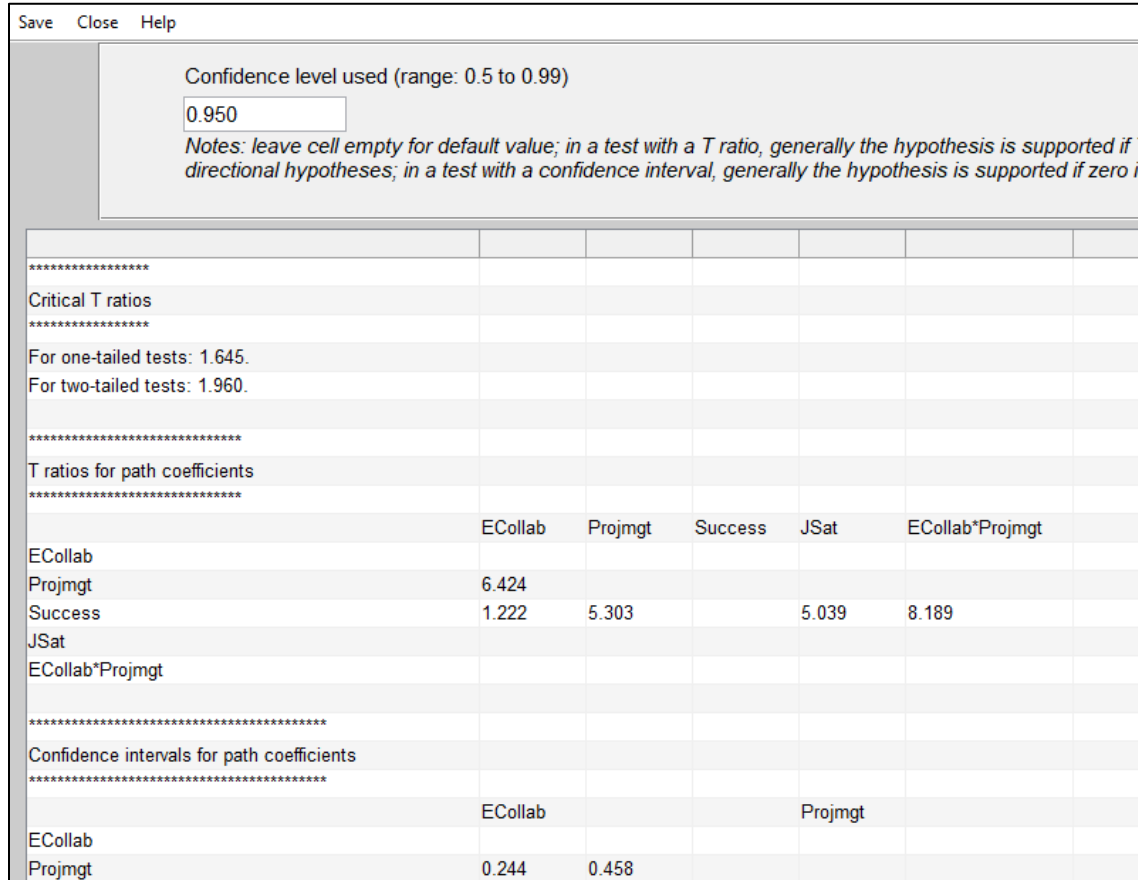 Save Close Help
Confidence level used (range: 0.5 to 0.99)
0.950
Notes: leave cell empty for default value; in a test with a T ratio, generally the hypothesis is supported if
directional hypotheses; in a test with a confidence interval, generally the hypothesis is supported if zero
*****************
Critical T ratios
*****************
For one-tailed tests: 1.645.
For two-tailed tests: 1.960.
******************************
T ratios for path coefficients
******************************
ECollab Projmgt Success JSat ECollab*Projmgt
ECollab
Projmgt 6.424
Success 1.222 5.303 5.039 8.189
JSat
ECollab*Projmgt
******************************************
Confidence intervals for path coefficients
******************************************
ECollab Projmgt
ECollab
Projmgt 0.244 0.458